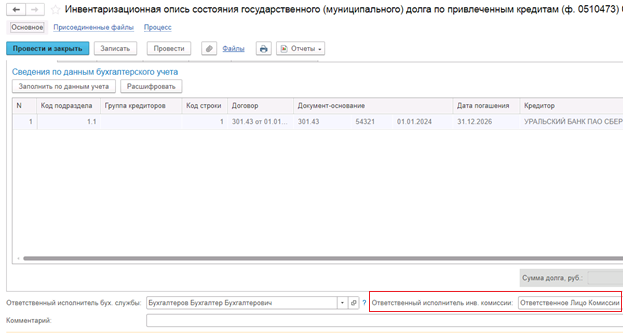 Инвентаризационная опись состояния государственного (муниципального) долга по привлеченным кредитам (ф. 0510473)
Основное Присоединенные файлы Процесс
Провести и закрыть Записать Провести Файлы Отчеты
Сведения по данным бухгалтерского учета
Заполнить по данным учета Расшифровать
N Код подраздела Группа кредиторов Код строки Договор Документ-основание Дата погашения Кредитор
1 1.1 1 301.43 от 01.01... 301.43 54321 01.01.2024 31.12.2026 УРАЛЬСКИЙ БАНК ПАО СБЕР
Сумма долга, руб.:
Ответственный исполнитель бух. службы: Бухгалтеров Бухгалтер Бухгалтерович ? Ответственный исполнитель инв. комиссии: Ответственное Лицо Комиссии
Комментарий: